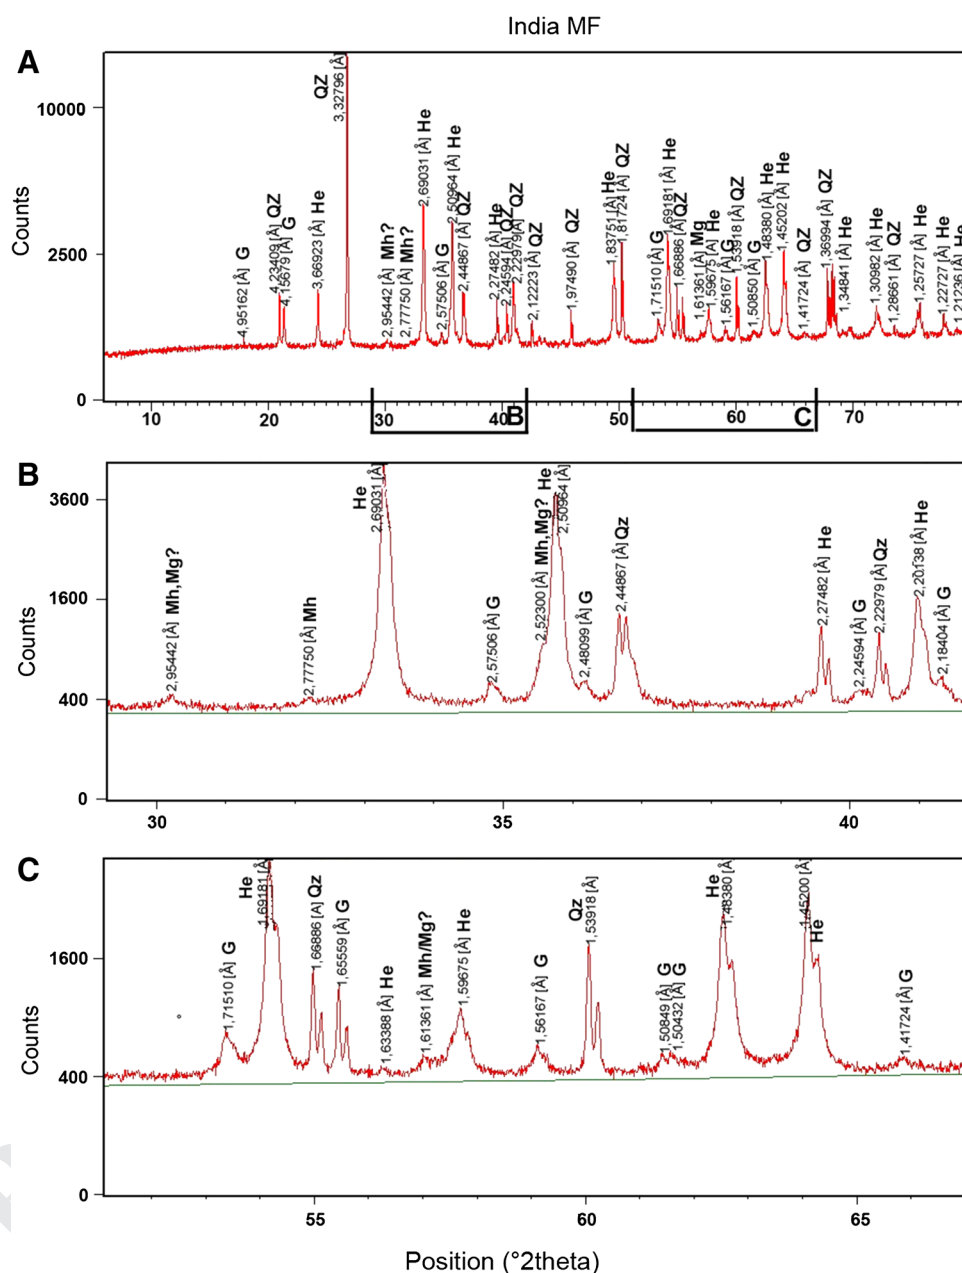 India MF
A
Counts
10000
2500
0
4,95162 [Å] G
4,23409 [Å] QZ
4,15679 [Å] G
3,66923 [Å] He
QZ
3,32796 [Å]
2,95442 [Å] Mh?
2,77750 [Å] Mh?
2,69031 [Å] He
2,57506 [Å] G
2,50964 [Å] He
2,44867 [Å] QZ
2,27482 [Å] He
2,24594 [Å] QZ
2,22979 [Å] QZ
2,12223 [Å] QZ
1,97490 [Å] QZ
1,83751 [Å] He
1,81724 [Å] QZ
1,71510 [Å] G
1,69181 [Å] He
1,66886 [Å] QZ
1,61361 [Å] Mg
1,59675 [Å] He
1,56167 [Å] G
1,53918 [Å] QZ
1,50850 [Å] G
1,48380 [Å] He
1,45202 [Å] He
1,41724 [Å] QZ
1,36994 [Å] QZ
1,34841 [Å] He
1,30982 [Å] He
1,28661 [Å] QZ
1,25727 [Å] He
1,22727 [Å] He
1,21236 [Å] He
10 20 30 40 B 50 60 C 70
B
Counts
3600
1600
400
0
2,95442 [Å] Mh,Mg?
2,77750 [Å] Mh
He
2,69031 [Å]
2,57506 [Å] G
2,52300 [Å] Mh,Mg? He
2,50964 [Å]
2,48099 [Å] G
2,44867 [Å] Qz
2,27482 [Å] He
2,24594 [Å] G
2,22979 [Å] Qz
2,20138 [Å] He
2,18404 [Å] G
30 35 40
C
Counts
1600
400
0
1,71510 [Å] G
He
1,69181 [Å]
1,66886 [Å] Qz
1,65559 [Å] G
1,63388 [Å] He
1,61361 [Å] Mh/Mg?
1,59675 [Å] He
1,56167 [Å] G
Qz
1,53918 [Å]
1,50849 [Å] G
1,50432 [Å] G
He
1,48380 [Å]
1,45200 [Å]
He
1,41724 [Å] G
55 60 65
Position (°2theta)